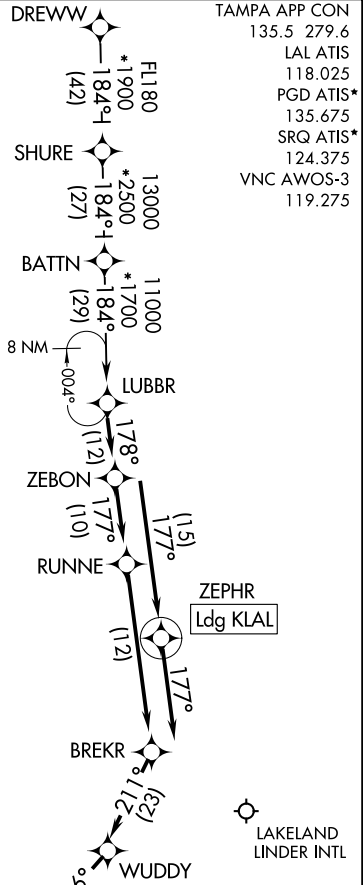 DREWW
TAMPA APP CON
135.5 279.6
LAL ATIS
118.025
PGD ATIS*
135.675
SRQ ATIS*
124.375
VNC AWOS-3
119.275
FL180
*1900
184°
(42)
SHURE
13000
*2500
184°
(27)
BATTN
11000
*1700
184°
(29)
8 NM
004°
LUBBR
178°
(12)
ZEBON
177°
(10)
(15)
177°
RUNNE
ZEPHR
Ldg KLAL
(12)
177°
BREKR
211°
(23)
LAKELAND
LINDER INTL
WUDDY